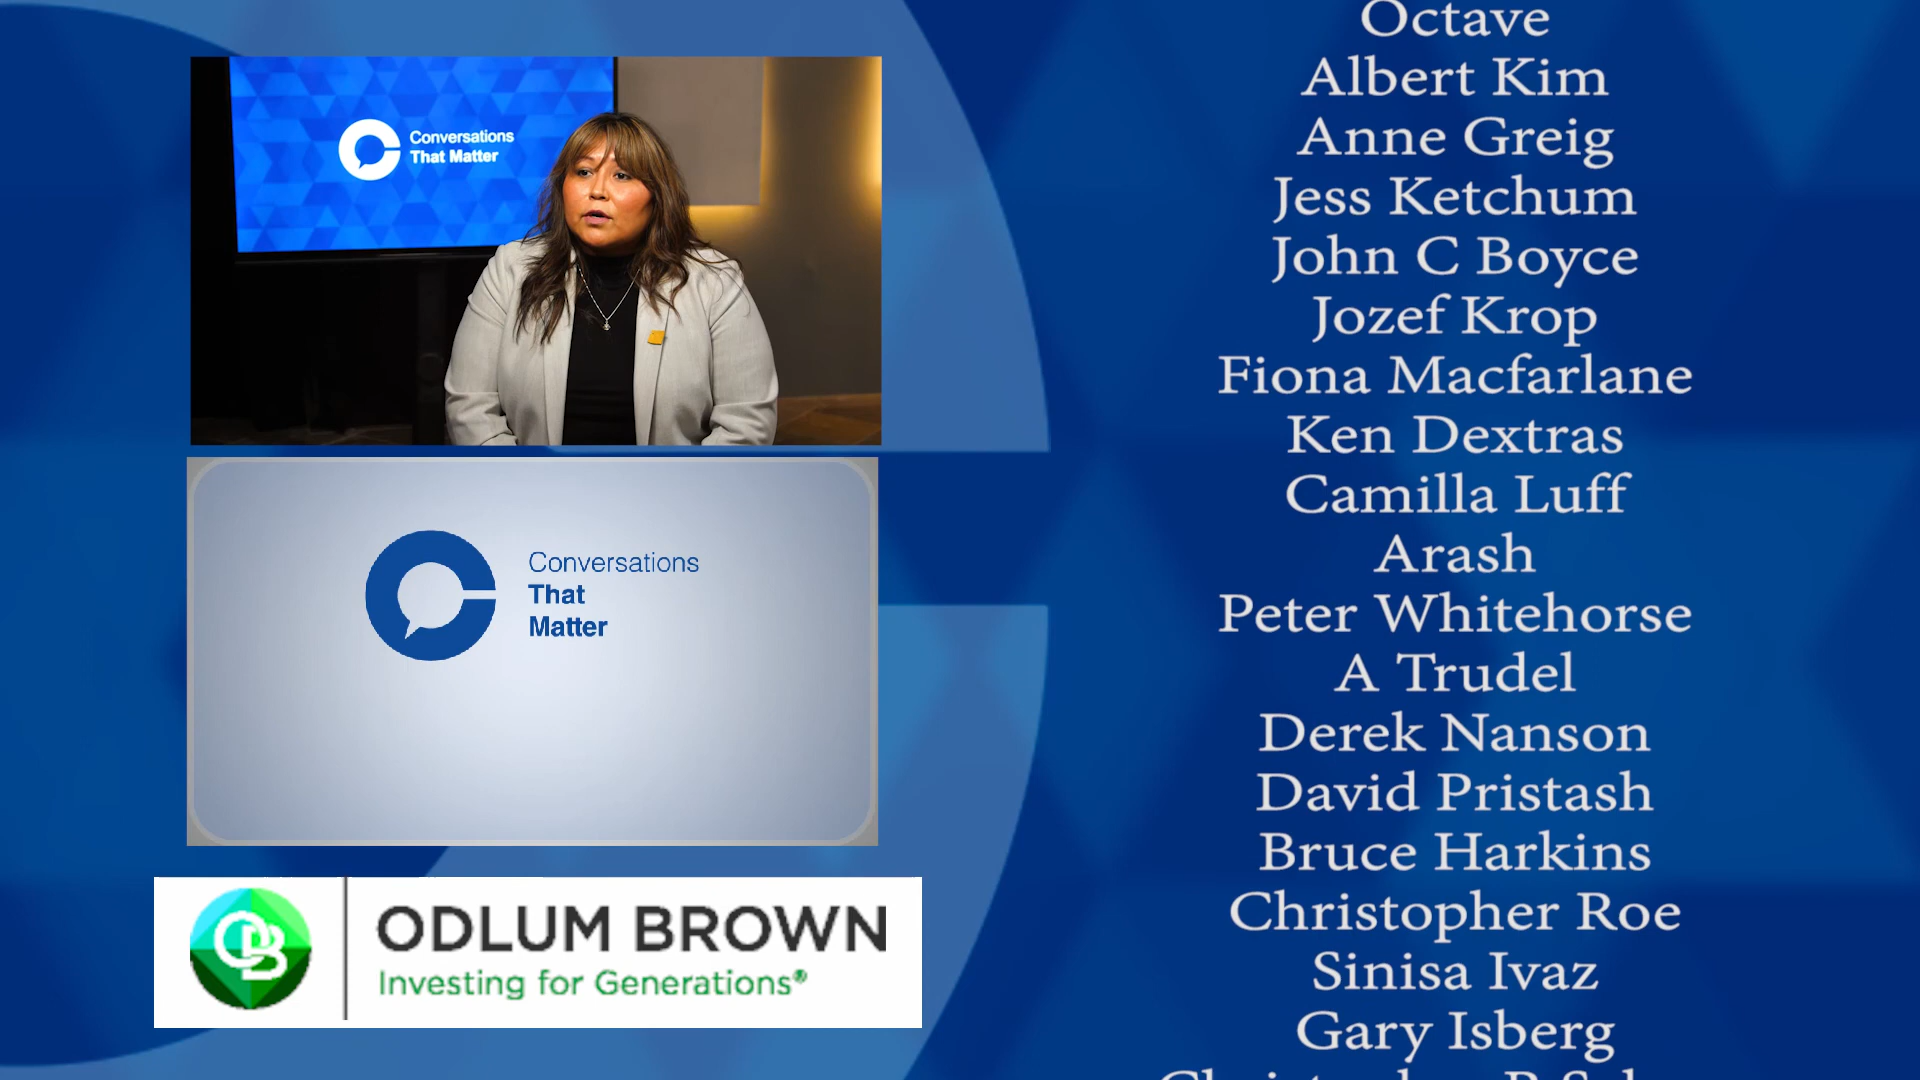 Conversations
That Matter
Conversations
That
Matter
OB
ODLUM BROWN
Investing for Generations®
Octave
Albert Kim
Anne Greig
Jess Ketchum
John C Boyce
Jozef Krop
Fiona Macfarlane
Ken Dextras
Camilla Luff
Arash
Peter Whitehorse
A Trudel
Derek Nanson
David Pristash
Bruce Harkins
Christopher Roe
Sinisa Ivaz
Gary Isberg